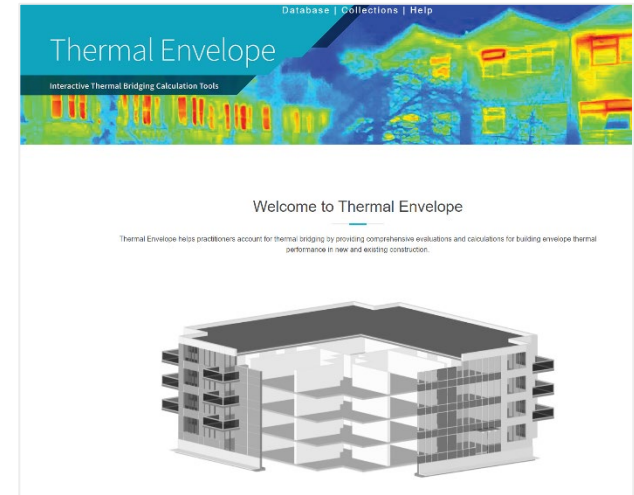 Database | Collections | Help
Thermal Envelope
Interactive Thermal Bridging Calculation Tools
Welcome to Thermal Envelope
Thermal Envelope helps practitioners account for thermal bridging by providing comprehensive evaluations and calculations for building envelope thermal
performance in new and existing construction.